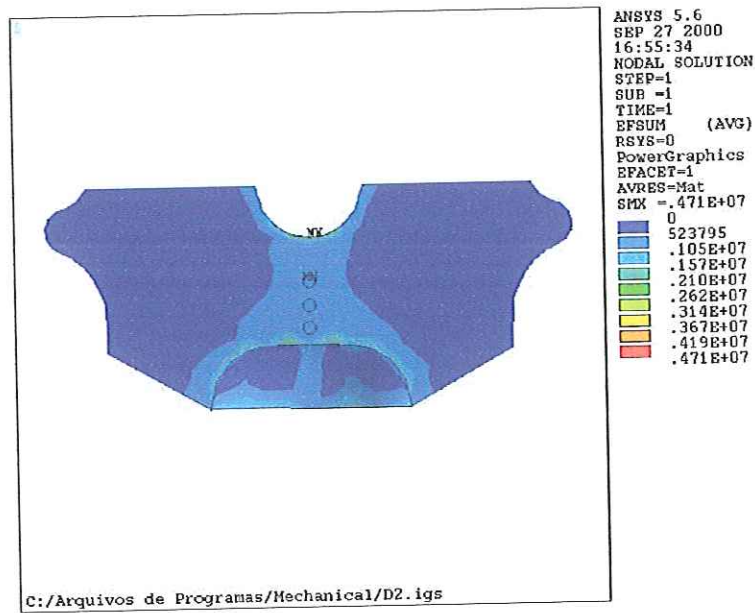 ANSYS 5.6
SEP 27 2000
16:55:34
NODAL SOLUTION
STEP=1
SUB =1
TIME=1
EFSUM (AVG)
RSYS=0
PowerGraphics
EFACET=1
AVRES=Mat
SMX =.471E+07
0
523795
.105E+07
.157E+07
.210E+07
.262E+07
.314E+07
.367E+07
.419E+07
.471E+07
MX
MN
C:/Arquivos de Programas/Mechanical/D2.igs